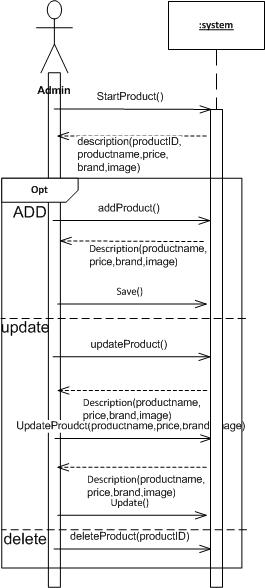 :system
Admin
StartProduct()
description(productID,
productname,price,
brand,image)
Opt
ADD
addProduct()
Description(productname,
price,brand,image)
Save()
update
updateProduct()
Description(productname,
price,brand,image)
UpdateProudct(productname,price,brand,image)
Description(productname,
price,brand,image)
Update()
delete
deleteProduct(productID)